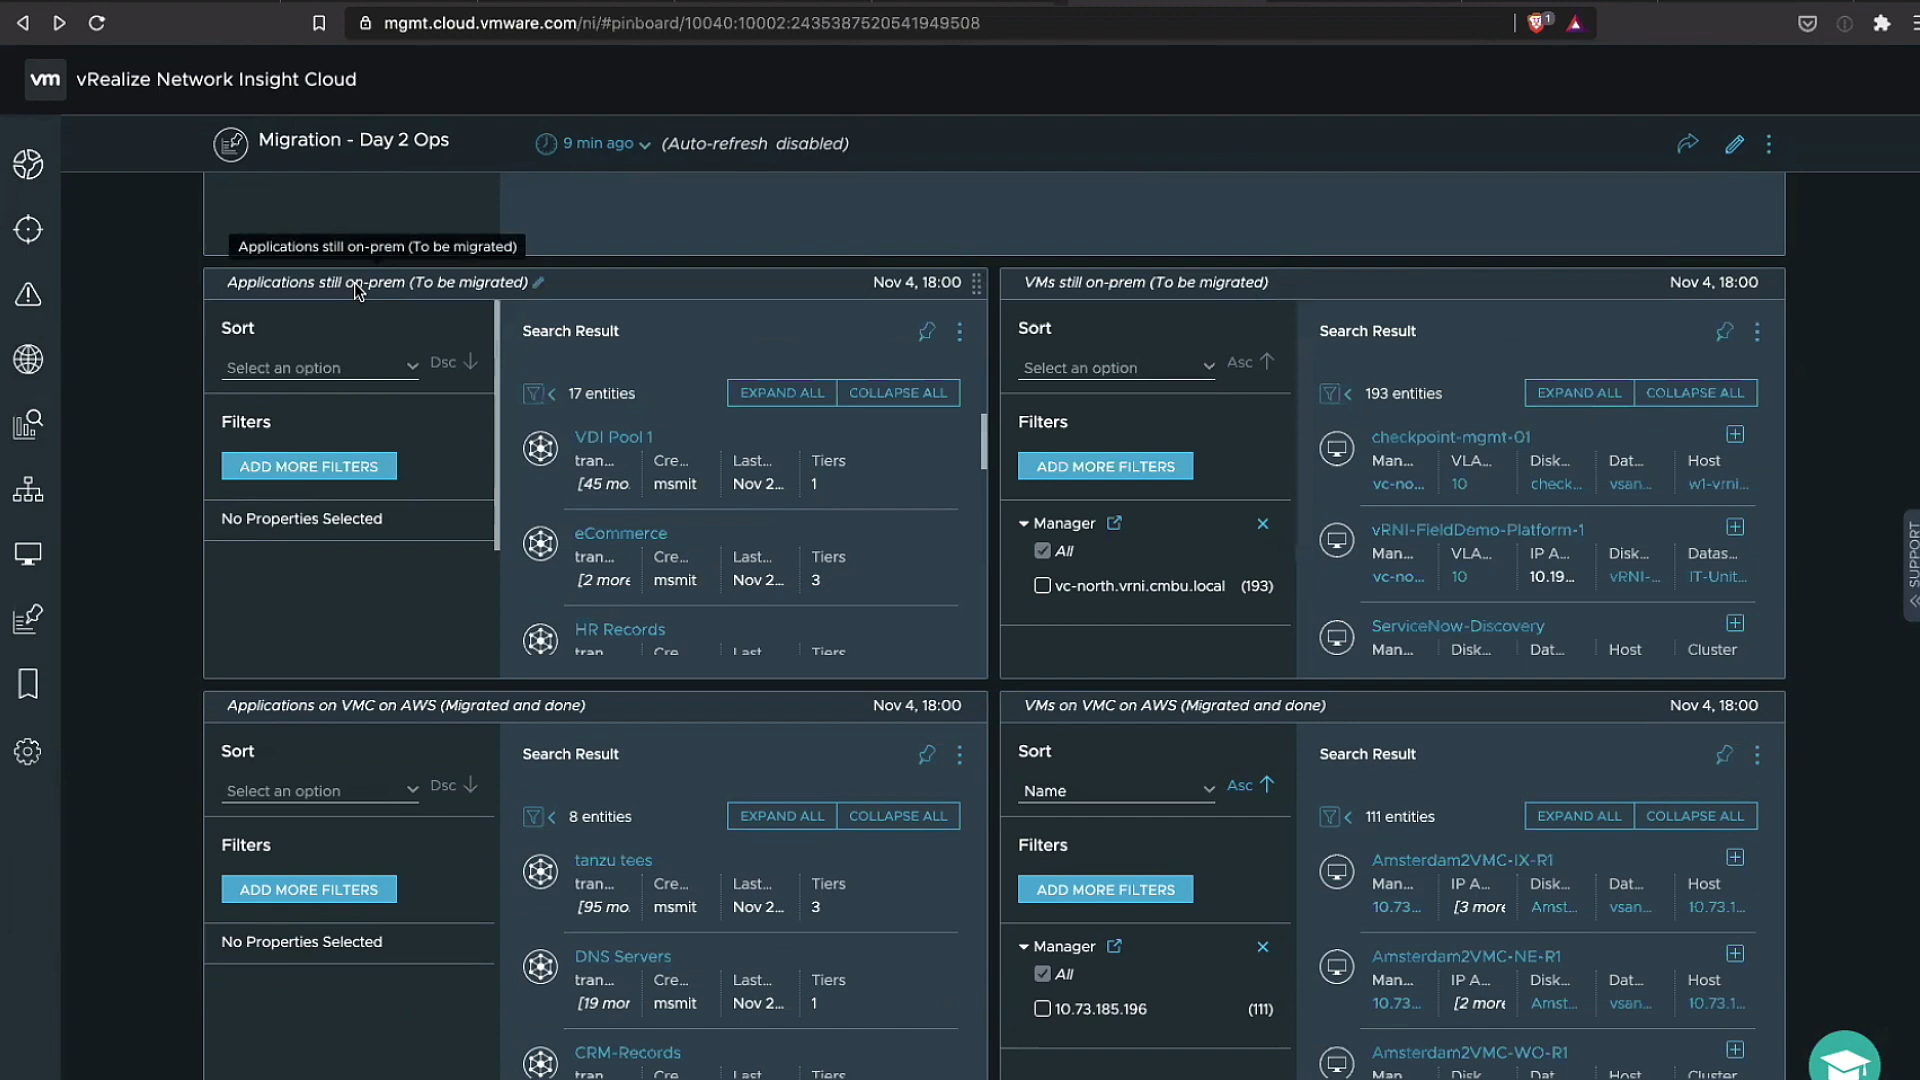 mgmt.cloud.vmware.com/ni/#pinboard/10040:10002:2435387520541949508
1
vm vRealize Network Insight Cloud
Migration - Day 2 Ops
9 min ago (Auto-refresh disabled)
Applications still on-prem (To be migrated)
Applications still on-prem (To be migrated)
Nov 4, 18:00
Sort
Select an option
Dsc
Filters
ADD MORE FILTERS
No Properties Selected
Search Result
17 entities
EXPAND ALL
COLLAPSE ALL
VDI Pool 1
tran... Cre... Last... Tiers
[45 mo. msmit Nov 2... 1
eCommerce
tran... Cre... Last... Tiers
[2 more msmit Nov 2... 3
HR Records
tran Cre Last Tiers
VMs still on-prem (To be migrated)
Nov 4, 18:00
Sort
Select an option
Asc
Filters
ADD MORE FILTERS
Manager
All
vc-north.vrni.cmbu.local (193)
Search Result
193 entities
EXPAND ALL
COLLAPSE ALL
checkpoint-mgmt-01
Man... VLA... Disk... Dat... Host
vc-no... 10 check... vsan... w1-vrni...
vRNI-FieldDemo-Platform-1
Man... VLA... IP A... Disk... Datas...
vc-no... 10 10.19... vRNI-... IT-Unit...
ServiceNow-Discovery
Man... Disk... Dat... Host Cluster
Applications on VMC on AWS (Migrated and done)
Nov 4, 18:00
Sort
Select an option
Dsc
Filters
ADD MORE FILTERS
No Properties Selected
Search Result
8 entities
EXPAND ALL
COLLAPSE ALL
tanzu tees
tran... Cre... Last... Tiers
[95 mo. msmit Nov 2... 3
DNS Servers
tran... Cre... Last... Tiers
[19 mor msmit Nov 2... 1
CRM-Records
tran Cre Last Tiers
VMs on VMC on AWS (Migrated and done)
Nov 4, 18:00
Sort
Name
Asc
Filters
ADD MORE FILTERS
Manager
All
10.73.185.196 (111)
Search Result
111 entities
EXPAND ALL
COLLAPSE ALL
Amsterdam2VMC-IX-R1
Man... IP A... Disk... Dat... Host
10.73... [3 more Amst... vsan... 10.73.1...
Amsterdam2VMC-NE-R1
Man... IP A... Disk... Dat... Host
10.73... [2 more Amst... vsan... 10.73.1...
Amsterdam2VMC-WO-R1
Man Disk Dat Host Cluster
SUPPORT